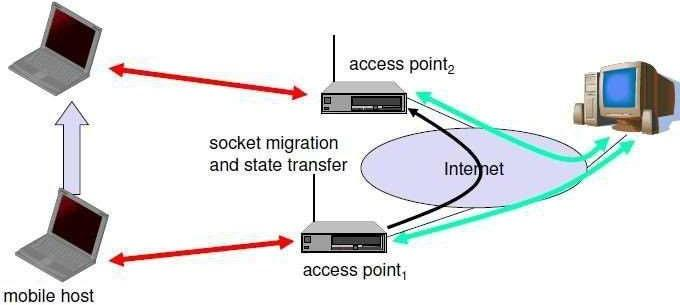 access point₂
socket migration
and state transfer
Internet
access point₁
mobile host